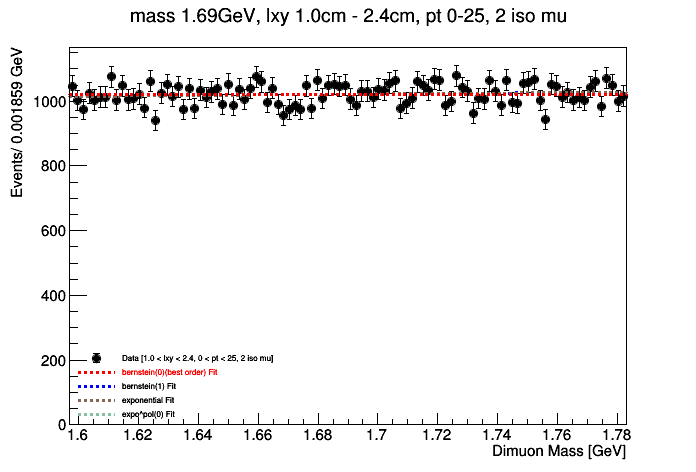 mass 1.69GeV, lxy 1.0cm - 2.4cm, pt 0-25, 2 iso mu
Events/ 0.001859 GeV
1000
800
600
400
200
0
Data [1.0 < lxy < 2.4, 0 < pt < 25, 2 iso mu]
bernstein(0)(best order) Fit
bernstein(1) Fit
exponential Fit
expo*pol(0) Fit
1.6 1.62 1.64 1.66 1.68 1.7 1.72 1.74 1.76 1.78
Dimuon Mass [GeV]